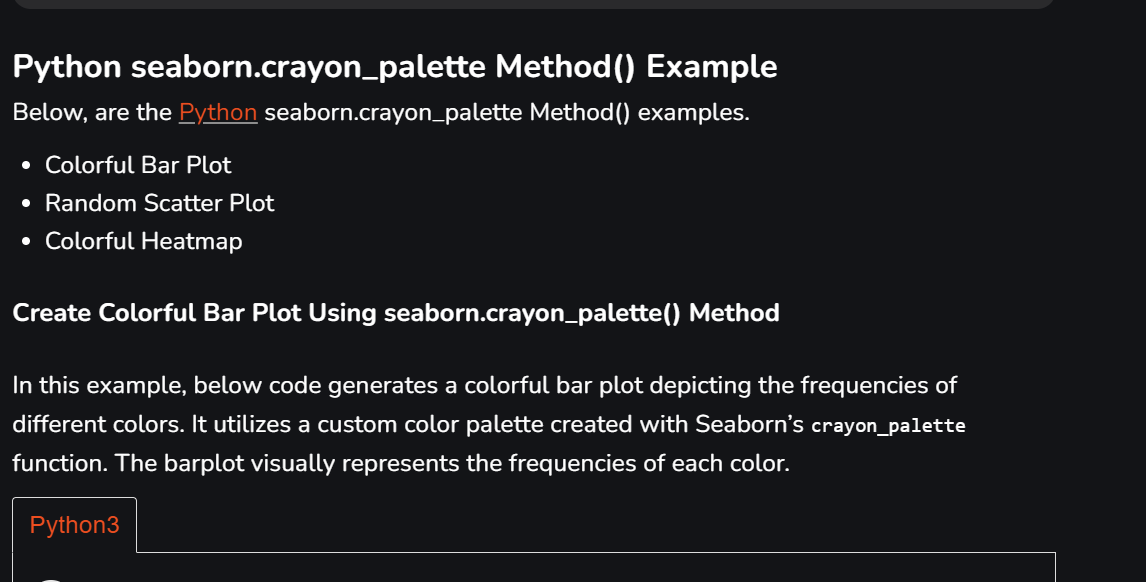 Python seaborn.crayon_palette Method() Example
Below, are the Python seaborn.crayon_palette Method() examples.
Colorful Bar Plot
Random Scatter Plot
Colorful Heatmap
Create Colorful Bar Plot Using seaborn.crayon_palette() Method
In this example, below code generates a colorful bar plot depicting the frequencies of
different colors. It utilizes a custom color palette created with Seaborn’s crayon_palette
function. The barplot visually represents the frequencies of each color.
Python3